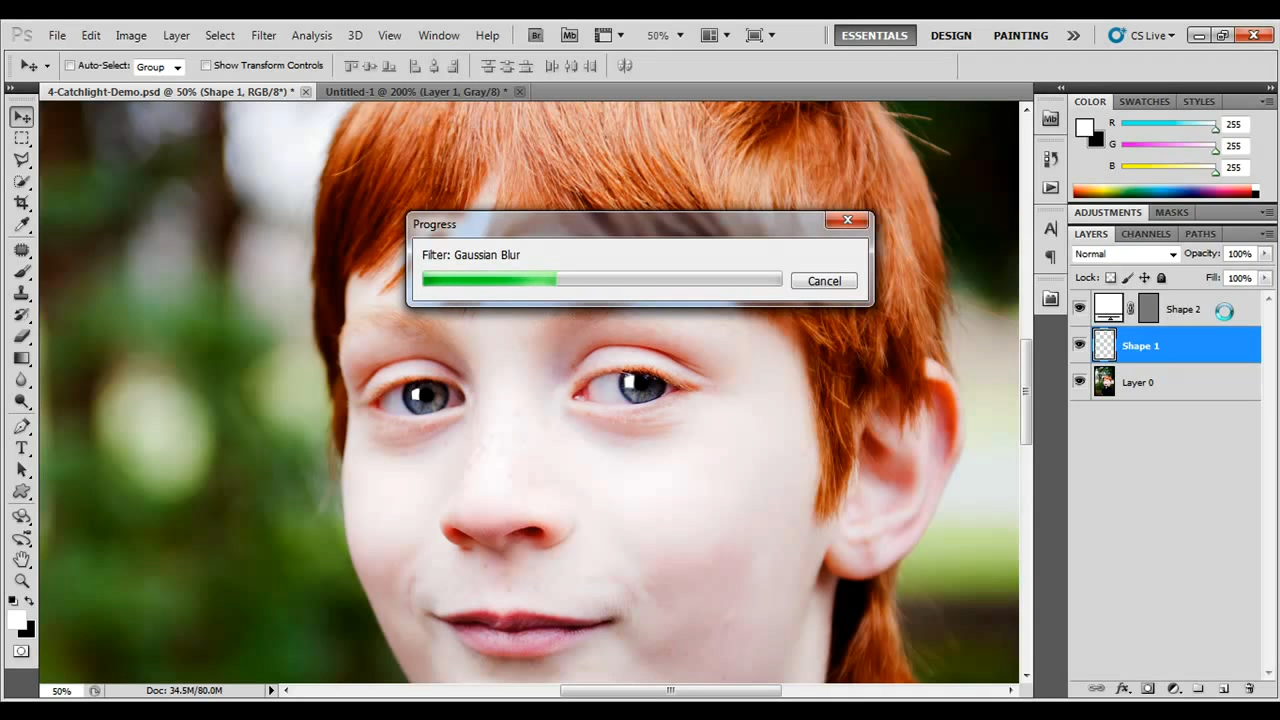 Ps File Edit Image Layer Select Filter Analysis 3D View Window Help Br Mb 50% ESSENTIALS DESIGN PAINTING CS Live
Auto-Select: Group Show Transform Controls
4-Catchlight-Demo.psd @ 50% (Shape 1, RGB/8*) * Untitled-1 @ 200% (Layer 1, Gray/8) *
Mb COLOR SWATCHES STYLES
R 255
G 255
B 255
ADJUSTMENTS MASKS
LAYERS CHANNELS PATHS
Normal Opacity: 100%
Lock: Fill: 100%
Shape 2
Shape 1
Layer 0
Progress
Filter: Gaussian Blur
Cancel
50% Doc: 34.5M/80.0M
fx